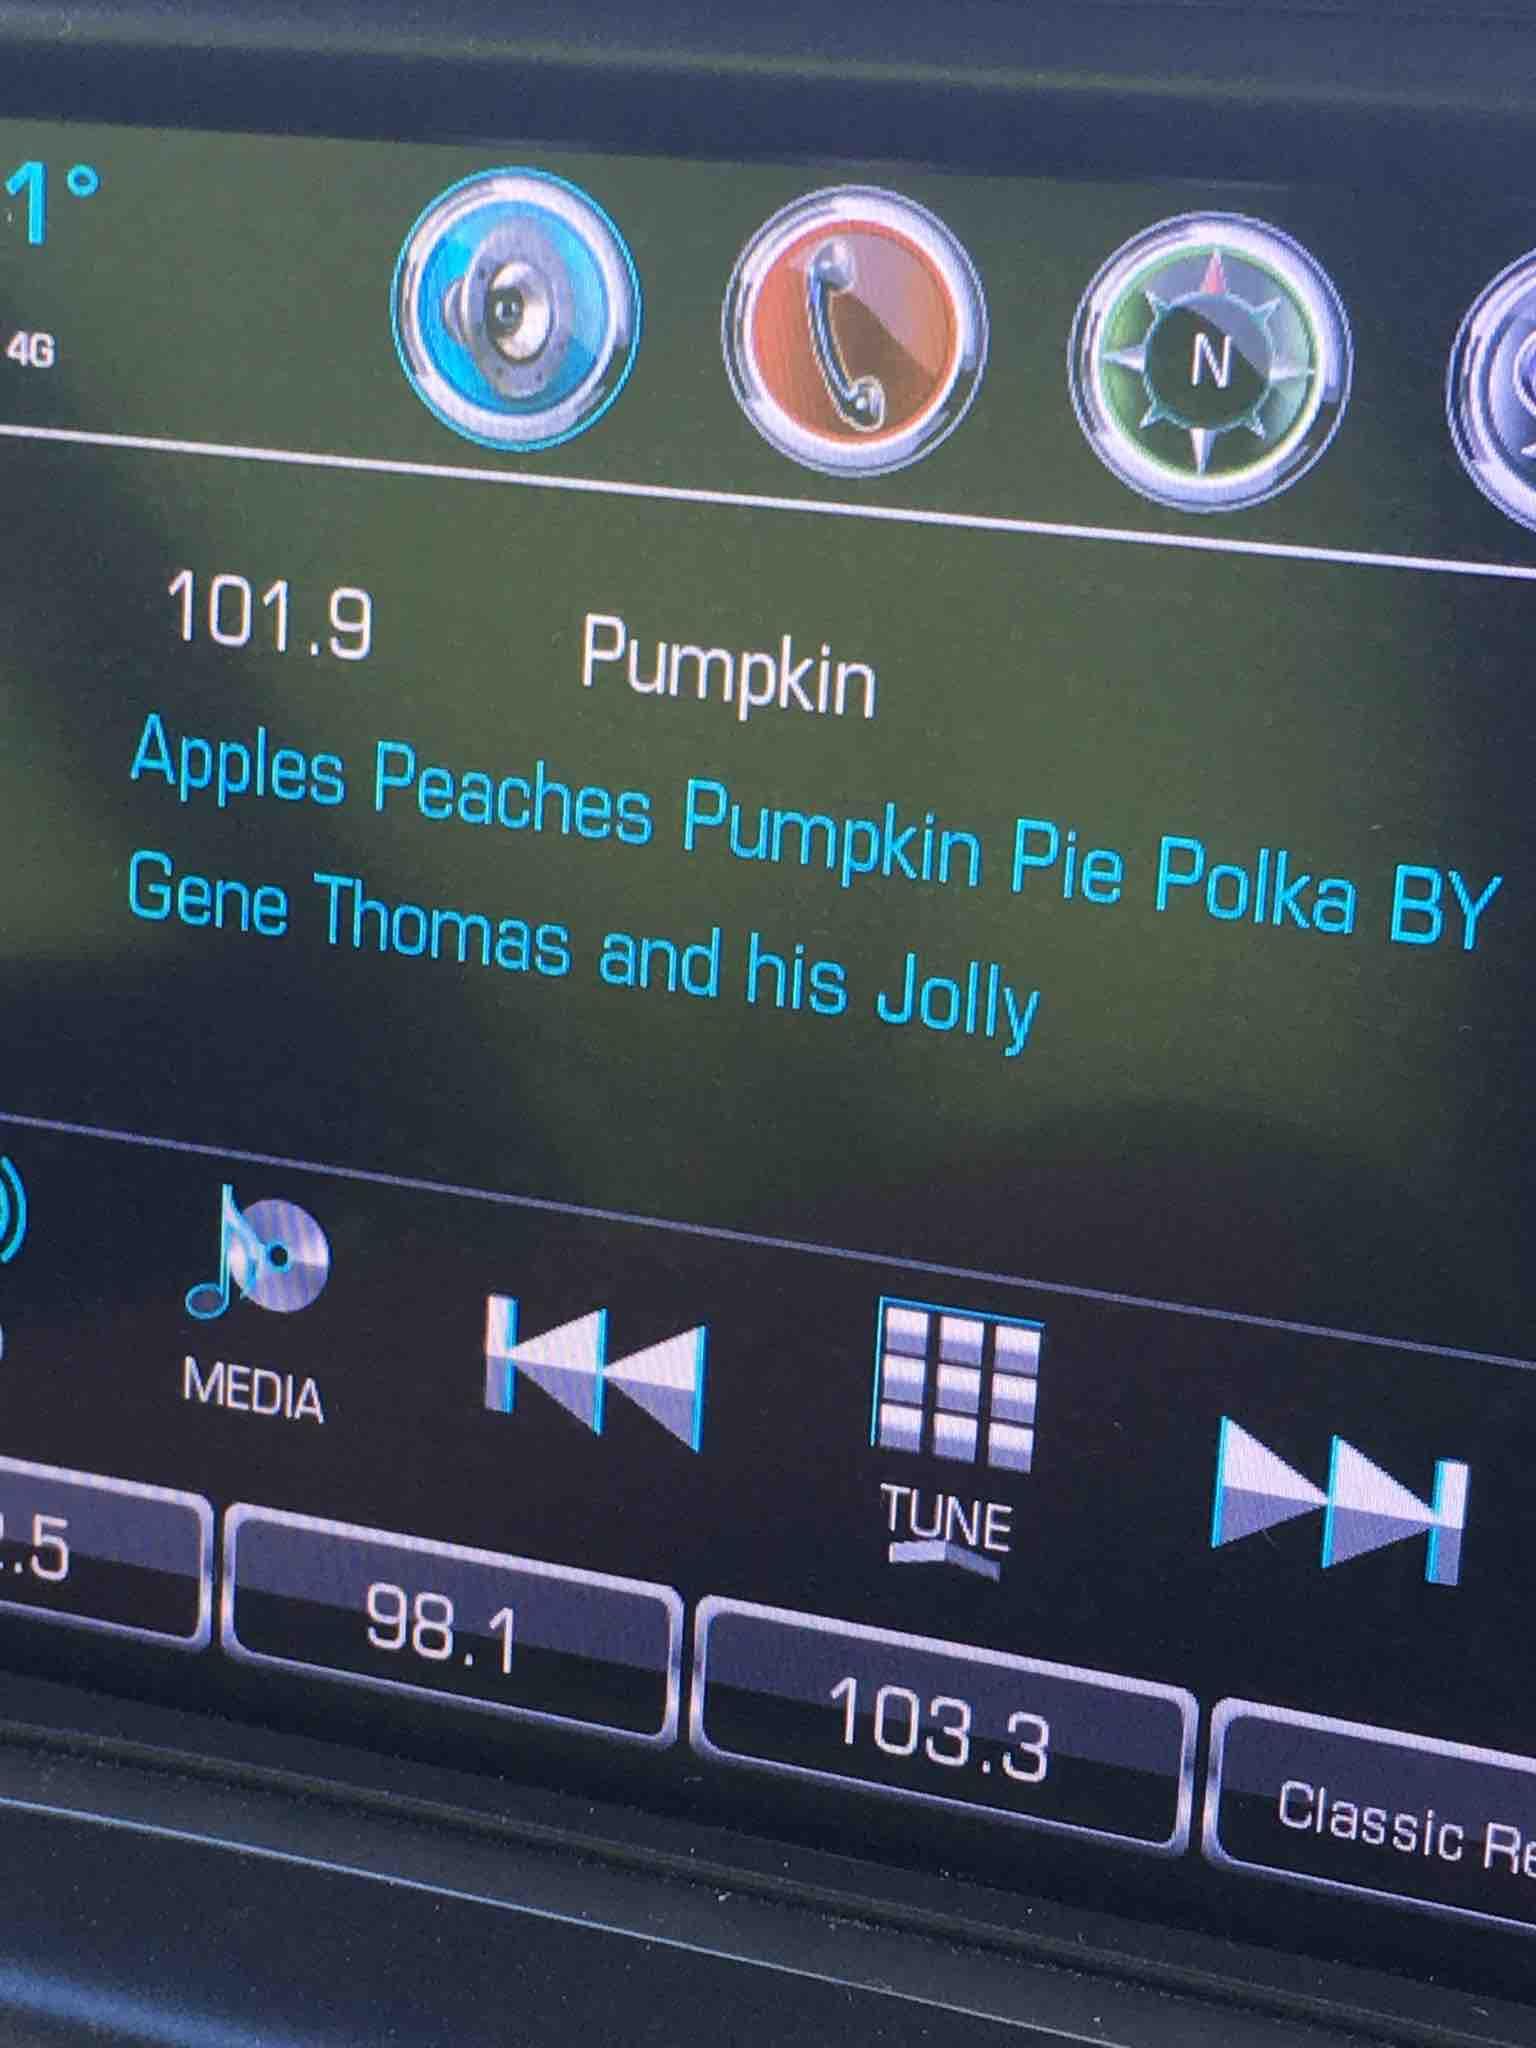 1°
4G
N
101.9 Pumpkin
Apples Peaches Pumpkin Pie Polka BY
Gene Thomas and his Jolly
MEDIA
TUNE
.5 98.1 103.3 Classic